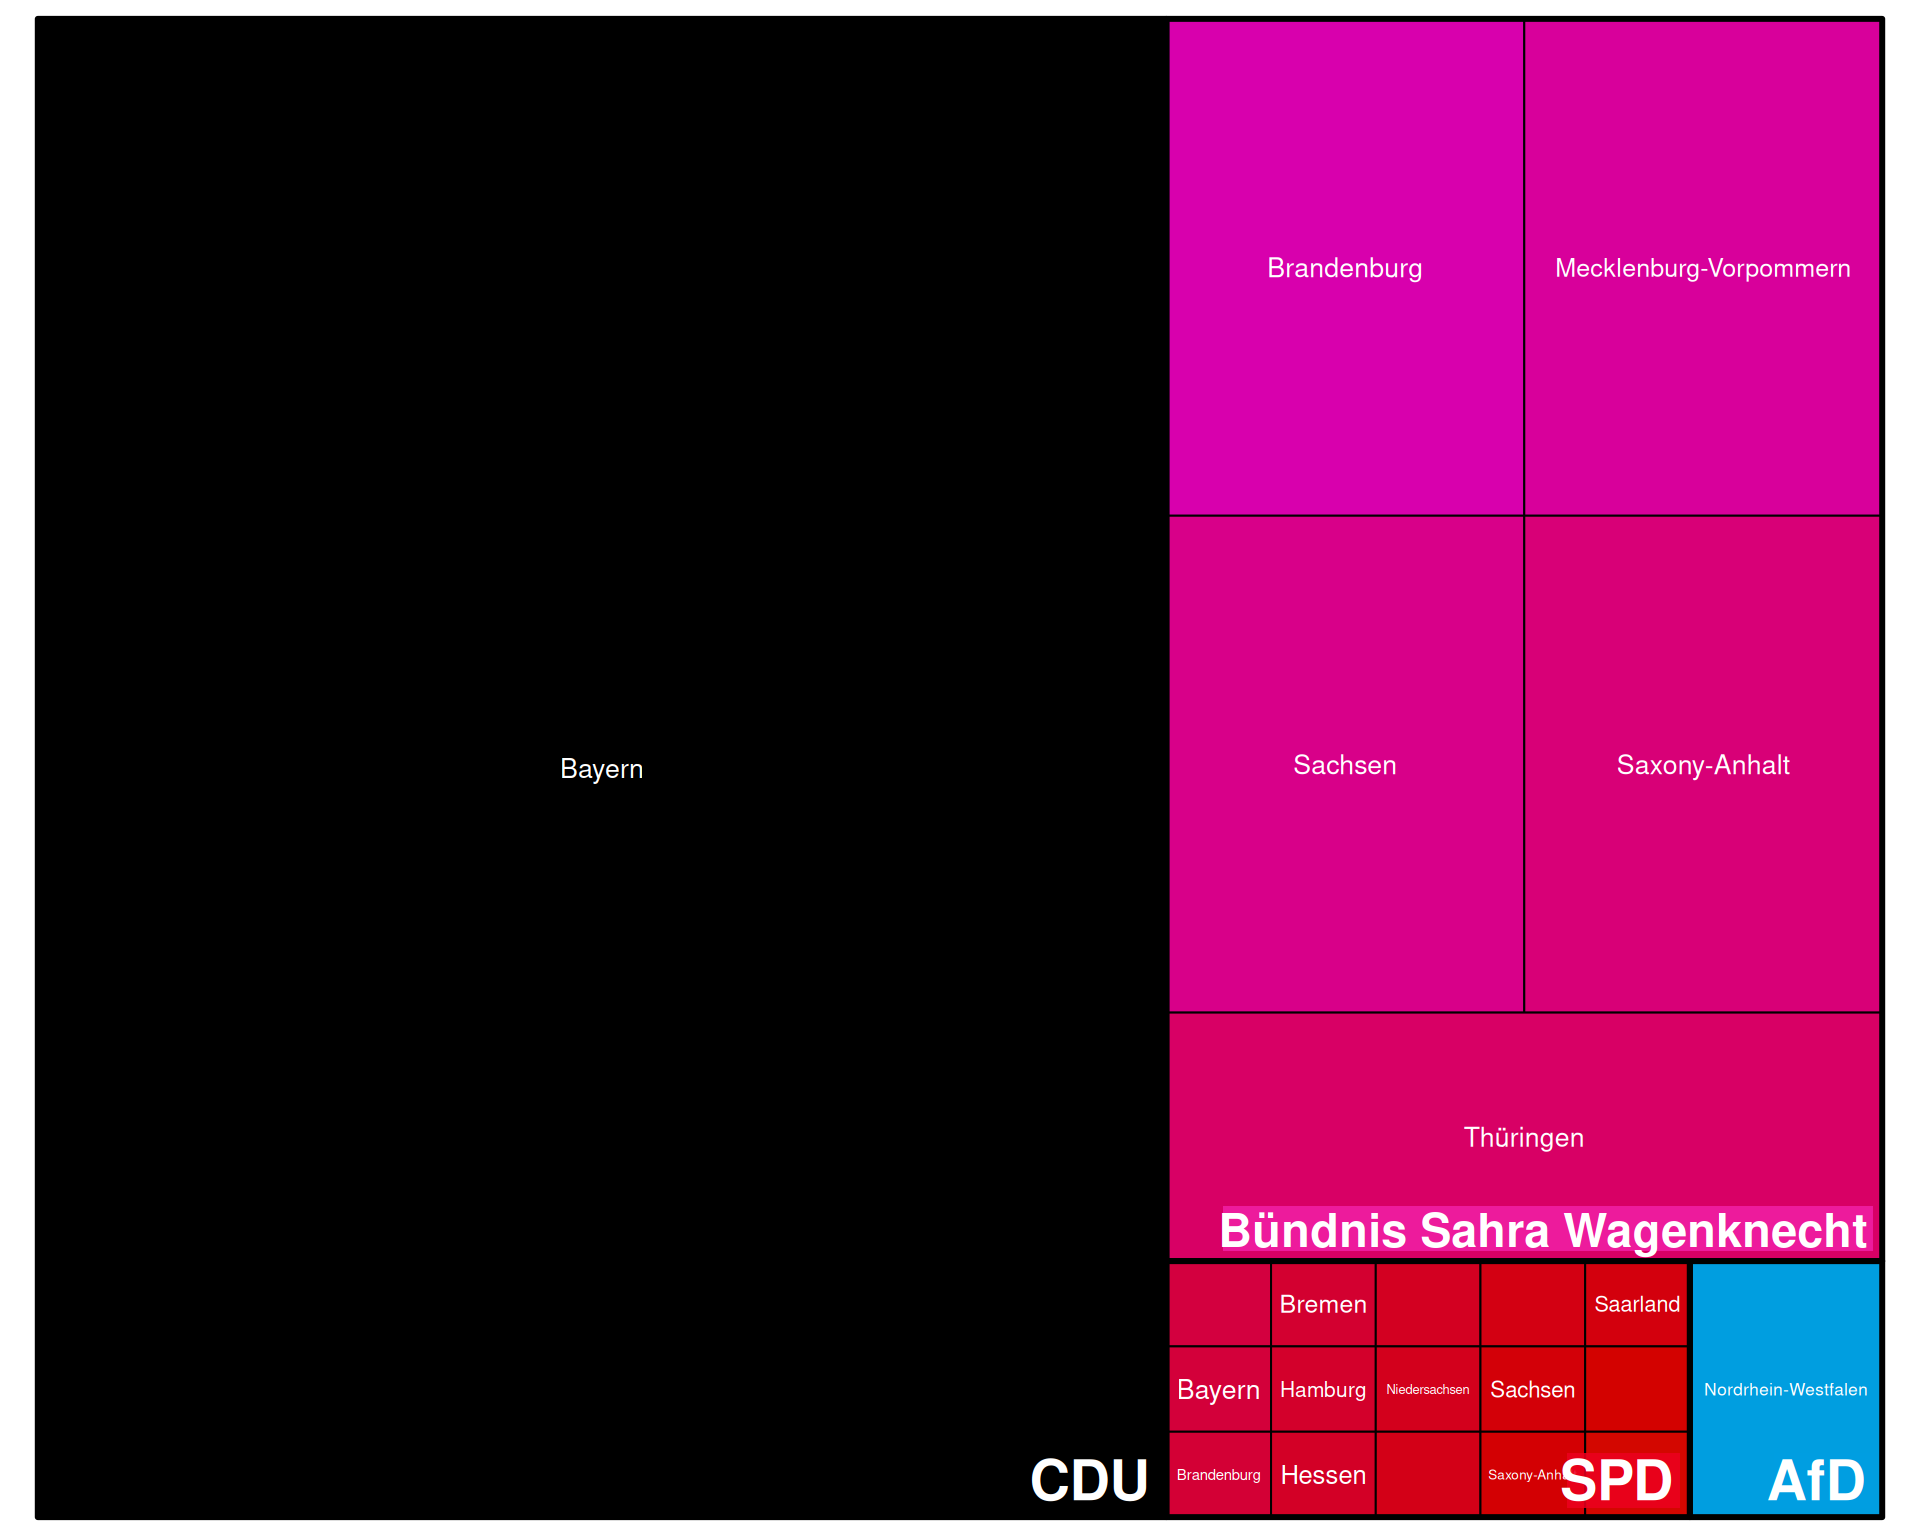 Brandenburg
Mecklenburg-Vorpommern
Bayern
Sachsen
Saxony-Anhalt
Thüringen
Bündnis Sahra Wagenknecht
Bremen
Saarland
Bayern
Hamburg
Niedersachsen
Sachsen
Nordrhein-Westfalen
Brandenburg
Hessen
Saxony-Anh
SPD
AfD
CDU